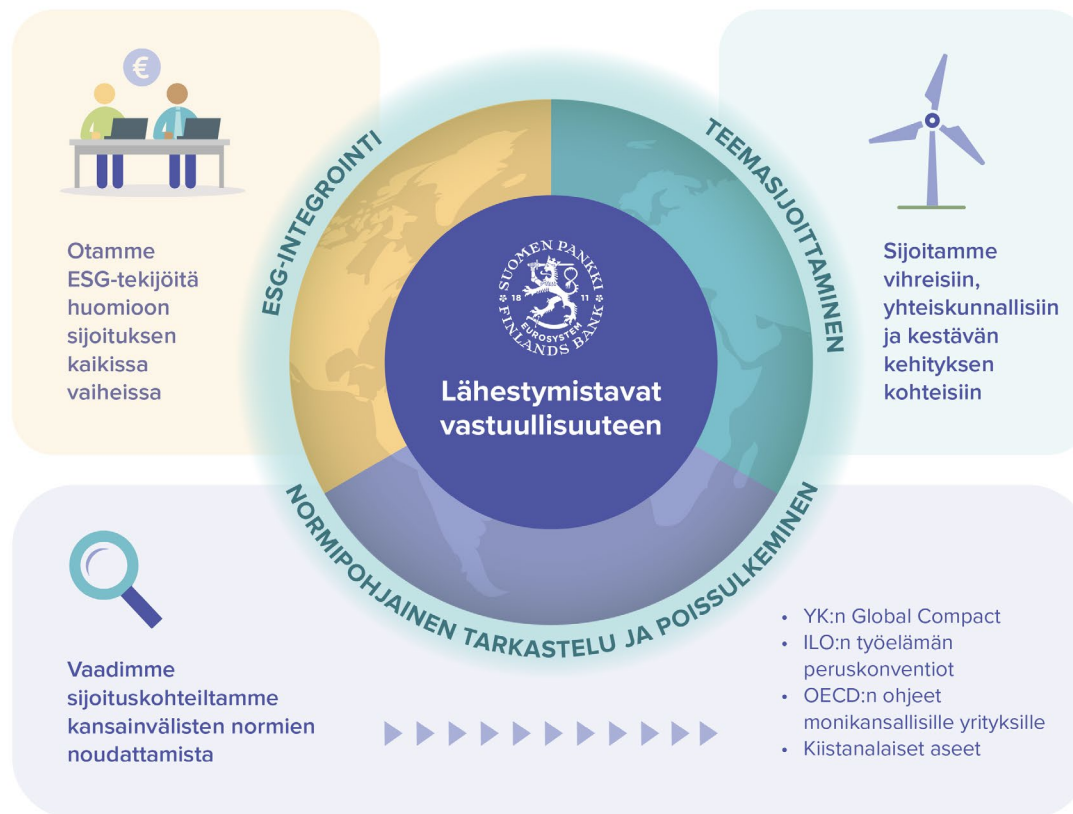 €
ESG-INTEGROINTI
TEEMASIJOITTAMINEN
Otamme
ESG-tekijöitä
huomioon
sijoituksen
kaikissa
vaiheissa
SUOMEN PANKKI
18 11
EUROSYSTEM
FINLANDS BANK
Lähestymistavat
vastuullisuuteen
Sijoitamme
vihreisiin,
yhteiskunnallisiin
ja kestävän
kehityksen
kohteisiin
NORMIPOHJAINEN TARKASTELU JA POISSULKEMINEN
Vaadimme
sijoituskohteiltamme
kansainvälisten normien
noudattamista
• YK:n Global Compact
• ILO:n työelämän
peruskonventiot
• OECD:n ohjeet
monikansallisille yrityksille
• Kiistanalaiset aseet